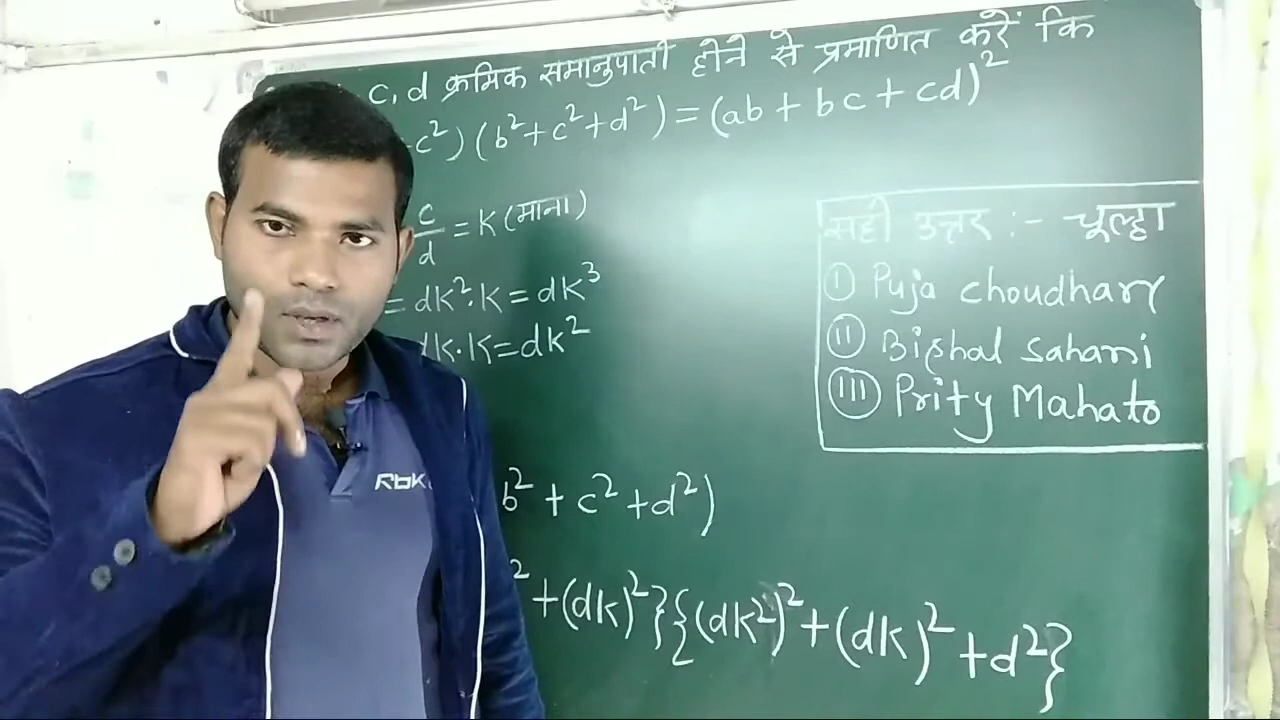 c, d क्रमिक समानुपाती होने से प्रमाणित करें कि
c²) (b²+c²+d²) = (ab + bc + cd)²
c/d = K (माना)
= dK²·K = dK³
dK·K = dK²
b² + c² + d²)
² + (dk)²}{(dk²)² + (dk)² + d²}
सही उत्तर :- चूल्हा
I Puja choudhary
II Bishal Sahani
III Prity Mahato
RbK